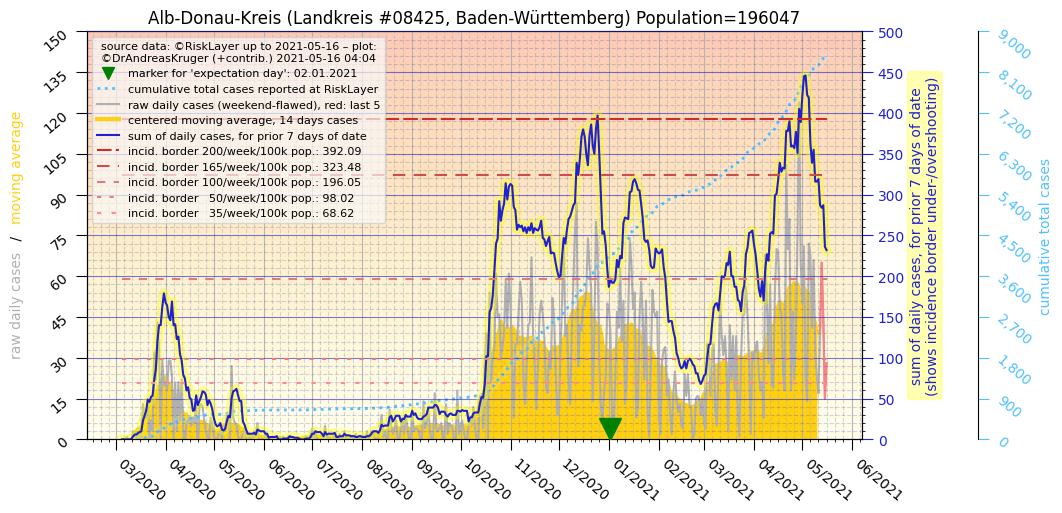 Alb-Donau-Kreis (Landkreis #08425, Baden-Württemberg) Population=196047
source data: ©RiskLayer up to 2021-05-16 – plot:
©DrAndreasKruger (+contrib.) 2021-05-16 04:04
marker for 'expectation day': 02.01.2021
cumulative total cases reported at RiskLayer
raw daily cases (weekend-flawed), red: last 5
centered moving average, 14 days cases
sum of daily cases, for prior 7 days of date
incid. border 200/week/100k pop.: 392.09
incid. border 165/week/100k pop.: 323.48
incid. border 100/week/100k pop.: 196.05
incid. border   50/week/100k pop.: 98.02
incid. border   35/week/100k pop.: 68.62
raw daily cases  /  moving average
150
135
120
105
90
75
60
45
30
15
0
03/2020
04/2020
05/2020
06/2020
07/2020
08/2020
09/2020
10/2020
11/2020
12/2020
01/2021
02/2021
03/2021
04/2021
05/2021
06/2021
500
450
400
350
300
250
200
150
100
50
0
sum of daily cases, for prior 7 days of date
(shows incidence border under-/overshooting)
9,000
8,100
7,200
6,300
5,400
4,500
3,600
2,700
1,800
900
0
cumulative total cases